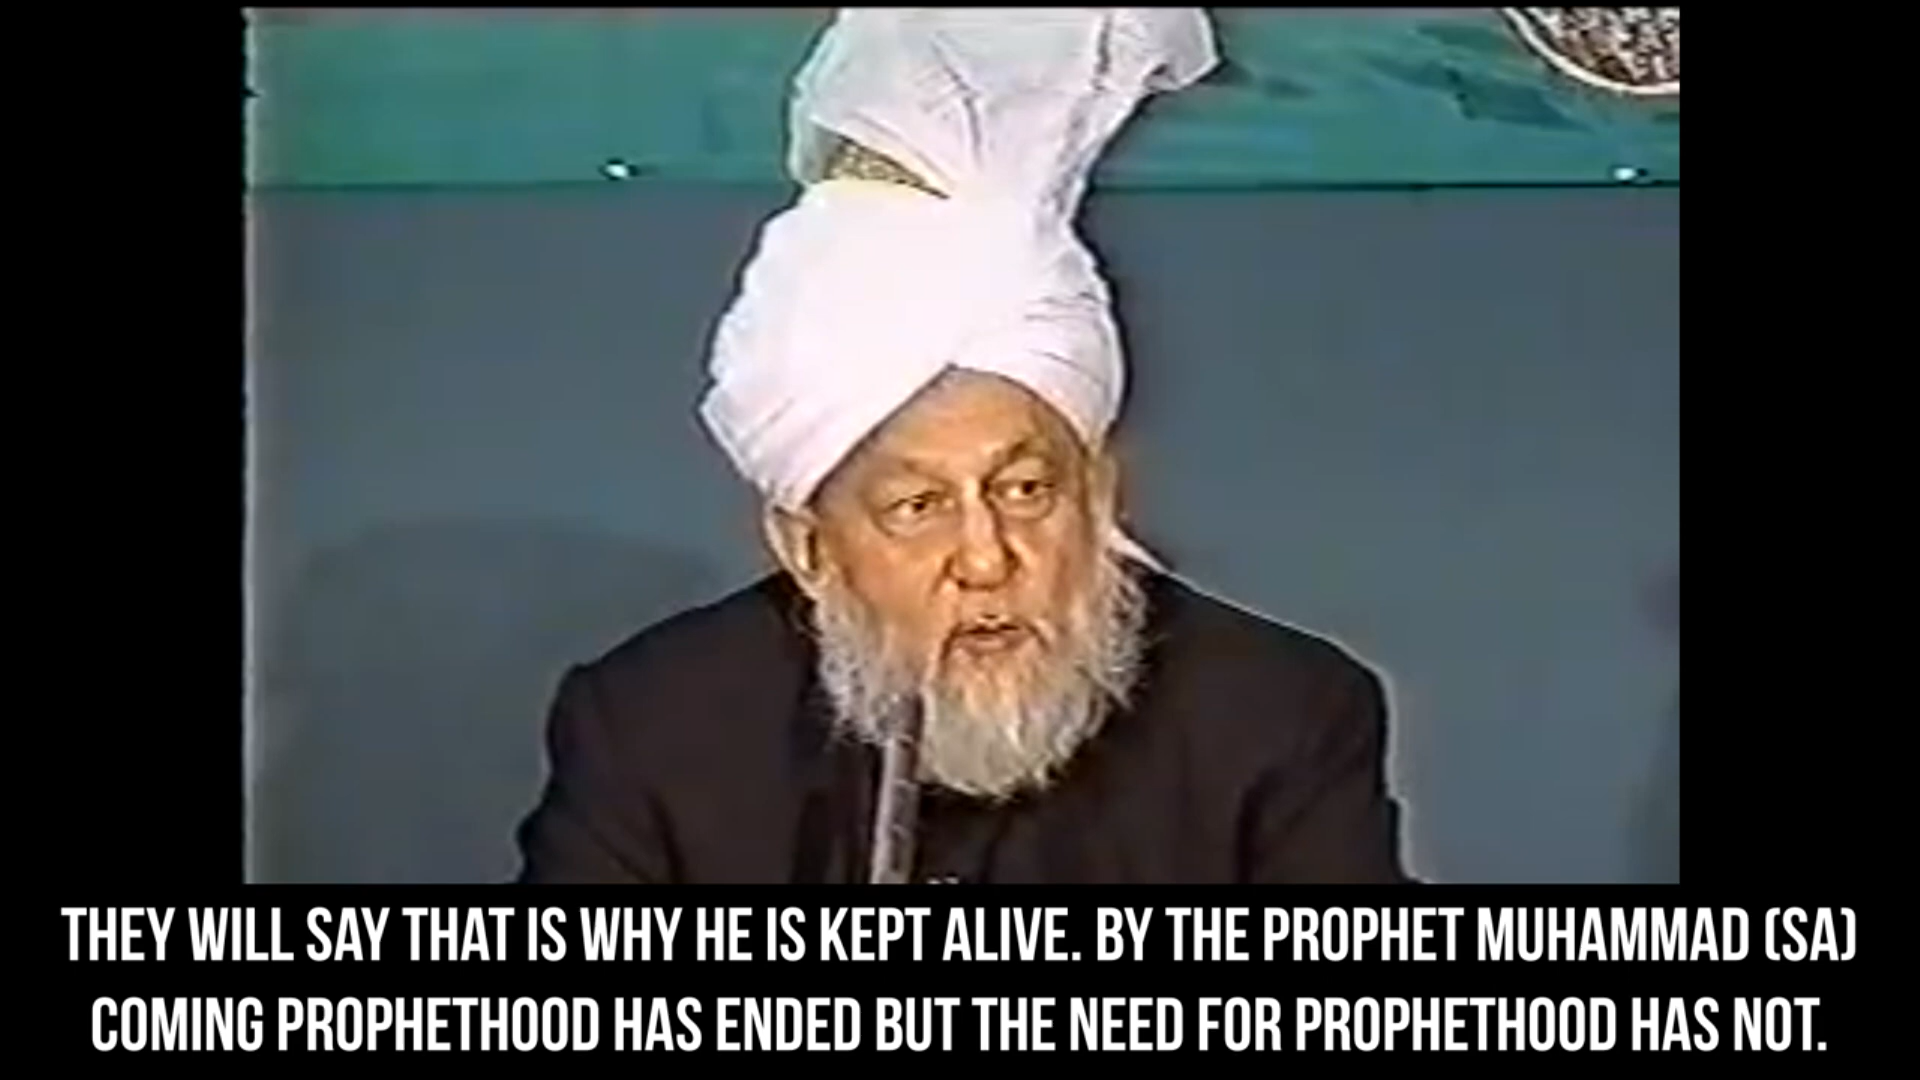 THEY WILL SAY THAT IS WHY HE IS KEPT ALIVE. BY THE PROPHET MUHAMMAD (SA)
COMING PROPHETHOOD HAS ENDED BUT THE NEED FOR PROPHETHOOD HAS NOT.